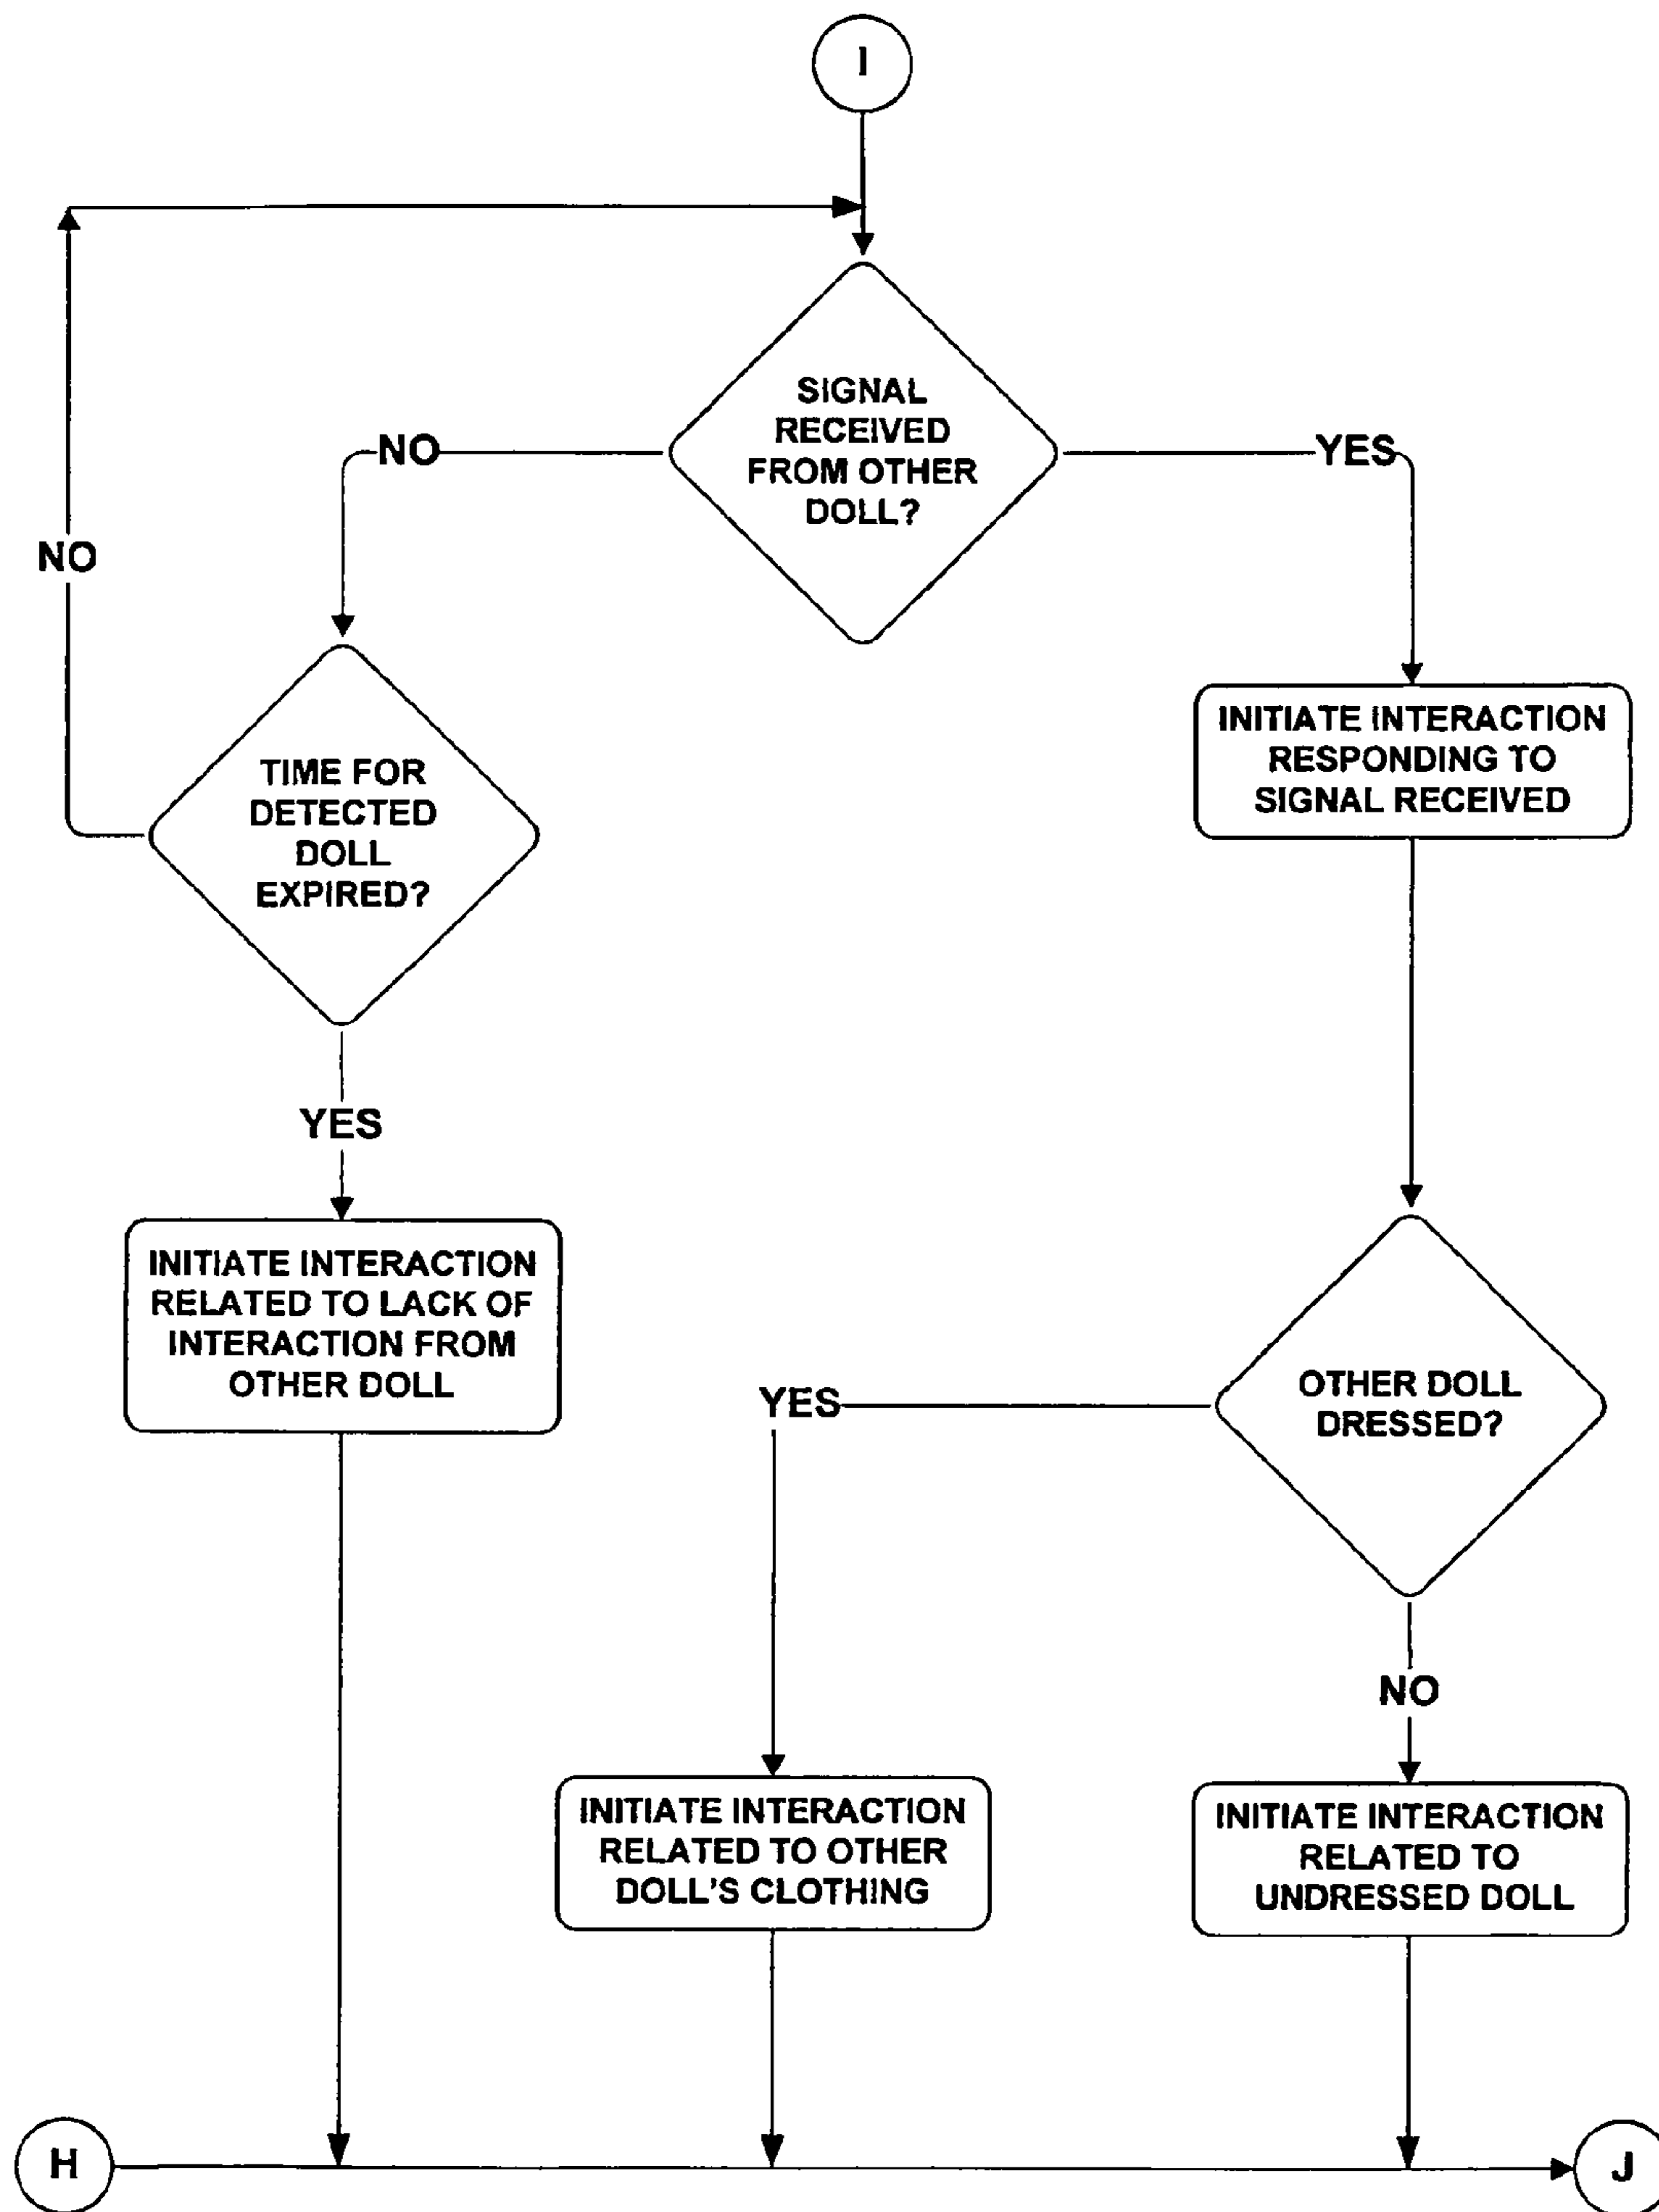 I
SIGNAL
RECEIVED
FROM OTHER
DOLL?
NO
YES
NO
TIME FOR
DETECTED
DOLL
EXPIRED?
INITIATE INTERACTION
RESPONDING TO
SIGNAL RECEIVED
YES
INITIATE INTERACTION
RELATED TO LACK OF
INTERACTION FROM
OTHER DOLL
OTHER DOLL
DRESSED?
YES
NO
INITIATE INTERACTION
RELATED TO OTHER
DOLL'S CLOTHING
INITIATE INTERACTION
RELATED TO
UNDRESSED DOLL
H
J